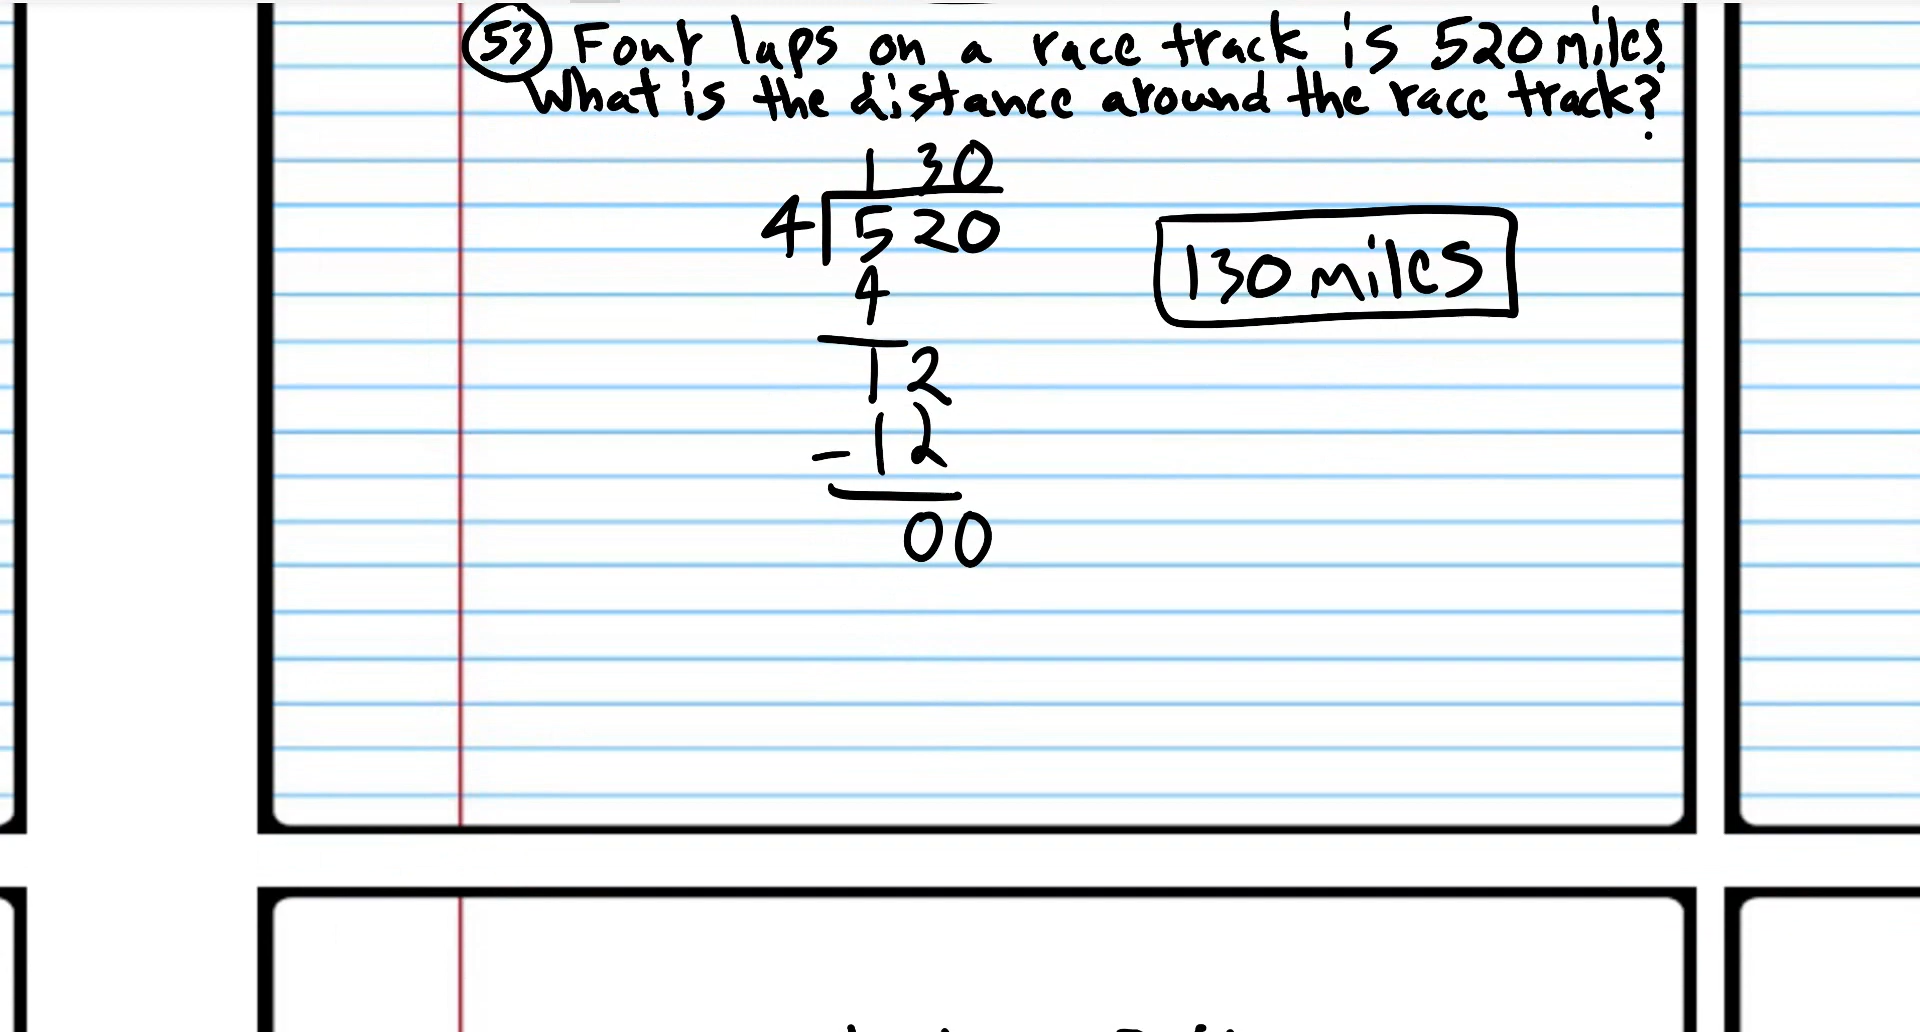 53 Four laps on a race track is 520 miles.
What is the distance around the race track?
130
4 520
4
12
-12
00
130 miles